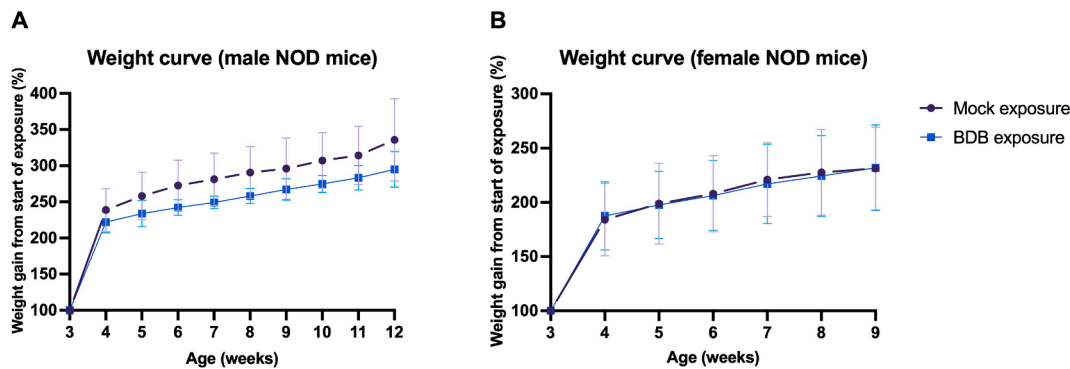 A
Weight curve (male NOD mice)
Weight gain from start of exposure (%)
400
350
300
250
200
150
100
3 4 5 6 7 8 9 10 11 12
Age (weeks)
B
Weight curve (female NOD mice)
Weight gain from start of exposure (%)
300
250
200
150
100
3 4 5 6 7 8 9
Age (weeks)
Mock exposure
BDB exposure